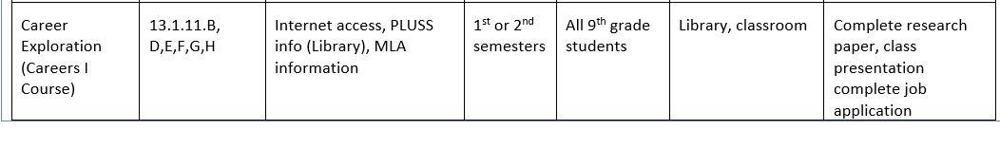 Career
Exploration
(Careers I
Course)
13.1.11.B,
D,E,F,G,H
Internet access, PLUSS
info (Library), MLA
information
1st or 2nd
semesters
All 9th grade
students
Library, classroom
Complete research
paper, class
presentation
complete job
application